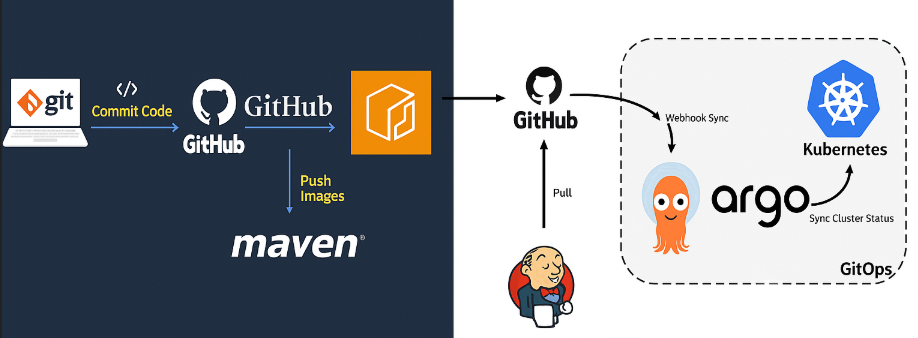 git
</>
Commit Code
GitHub
GitHub
Push
Images
maven®
GitHub
Pull
Webhook Sync
argo
Kubernetes
Sync Cluster Status
GitOps